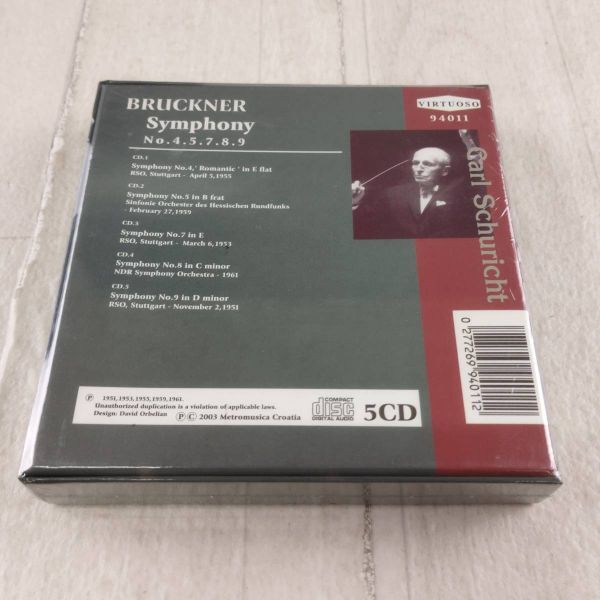 BRUCKNER
Symphony
No.4.5.7.8.9
CD.1
Symphony No.4,' Romantic ' in E flat
RSO, Stuttgart - April 5,1955
CD.2
Symphony No.5 in B frat
Sinfonie Orchester des Hessischen Rundfunks
- February 27,1959
CD.3
Symphony No.7 in E
RSO, Stuttgart - March 6,1953
CD.4
Symphony No.8 in C minor
NDR Symphony Orchestra - 1961
CD.5
Symphony No.9 in D minor
RSO, Stuttgart - November 2,1951
VIRTUOSO
94011
Carl Schuricht
0 277269 940112
Ⓟ 1951,1953,1955,1959,1961.
Unauthorized duplication is a violation of applicable laws.
Design: David Orbelian Ⓟ Ⓒ 2003 Metromusica Croatia
COMPACT
disc
DIGITAL AUDIO
5CD